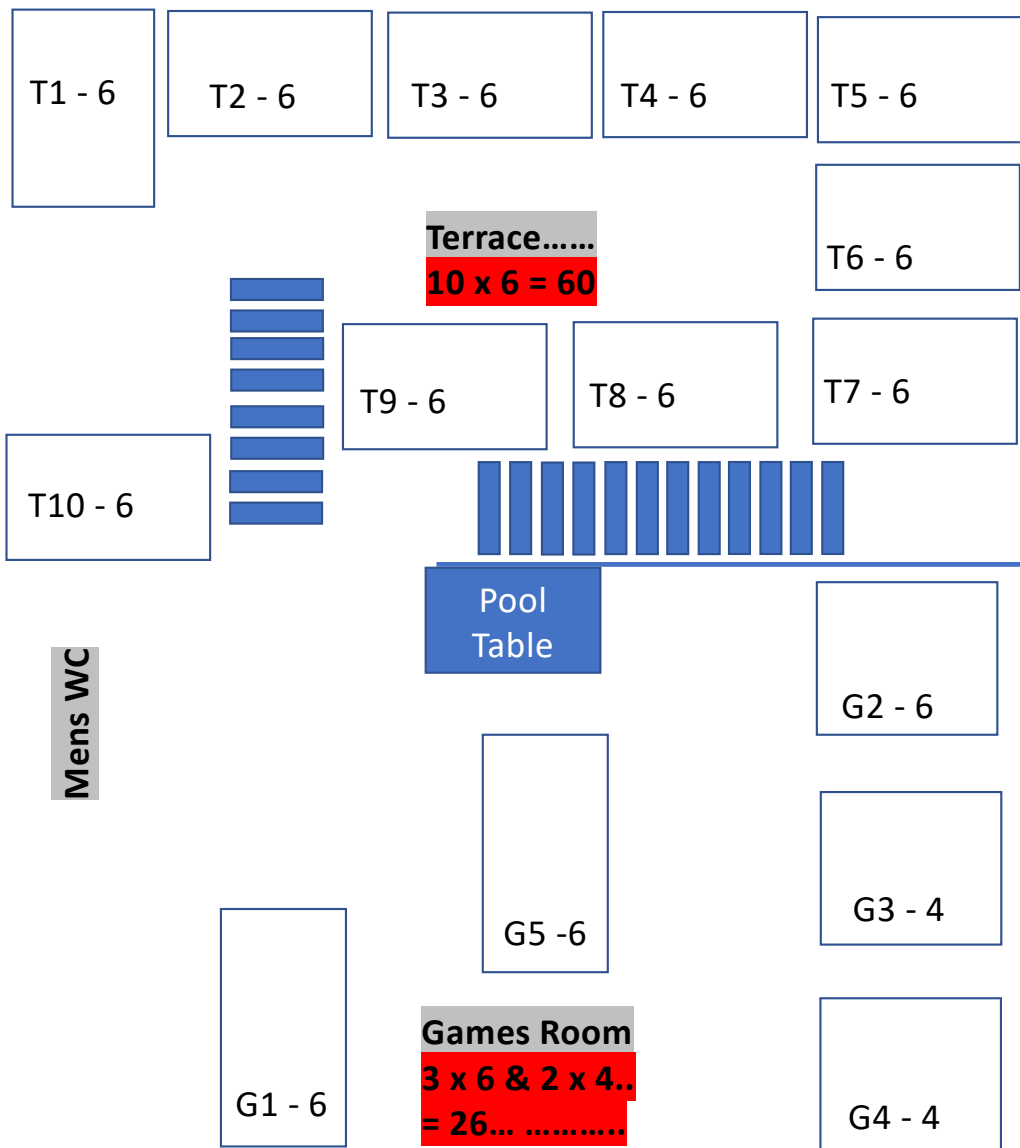 T1 - 6
T2 - 6
T3 - 6
T4 - 6
T5 - 6
Terrace......
10 x 6 = 60
T6 - 6
T9 - 6
T8 - 6
T7 - 6
T10 - 6
Pool
Table
Mens WC
G2 - 6
G3 - 4
G5 -6
Games Room
3 x 6 & 2 x 4..
= 26... ...........
G1 - 6
G4 - 4